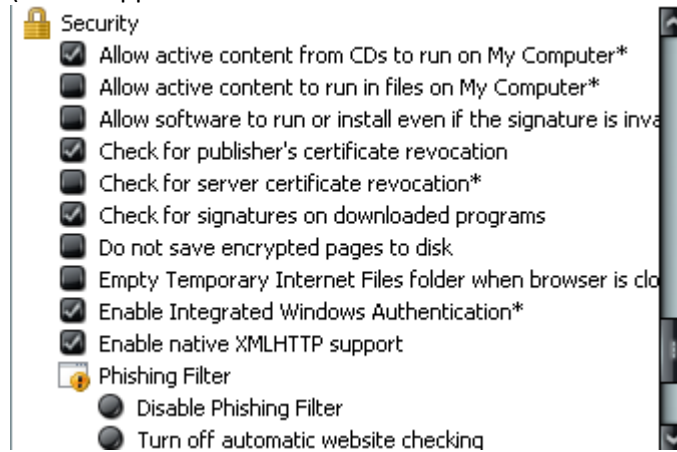 Security
Allow active content from CDs to run on My Computer*
Allow active content to run in files on My Computer*
Allow software to run or install even if the signature is inva
Check for publisher's certificate revocation
Check for server certificate revocation*
Check for signatures on downloaded programs
Do not save encrypted pages to disk
Empty Temporary Internet Files folder when browser is clo
Enable Integrated Windows Authentication*
Enable native XMLHTTP support
Phishing Filter
Disable Phishing Filter
Turn off automatic website checking